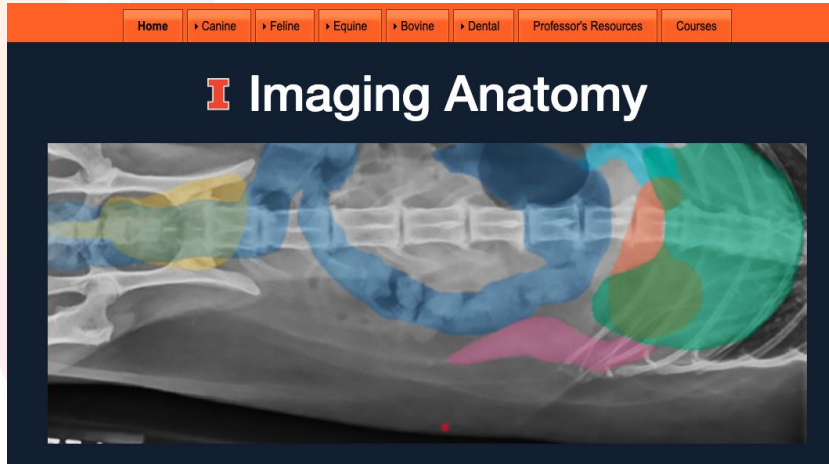 Home Canine Feline Equine Bovine Dental Professor's Resources Courses
I Imaging Anatomy